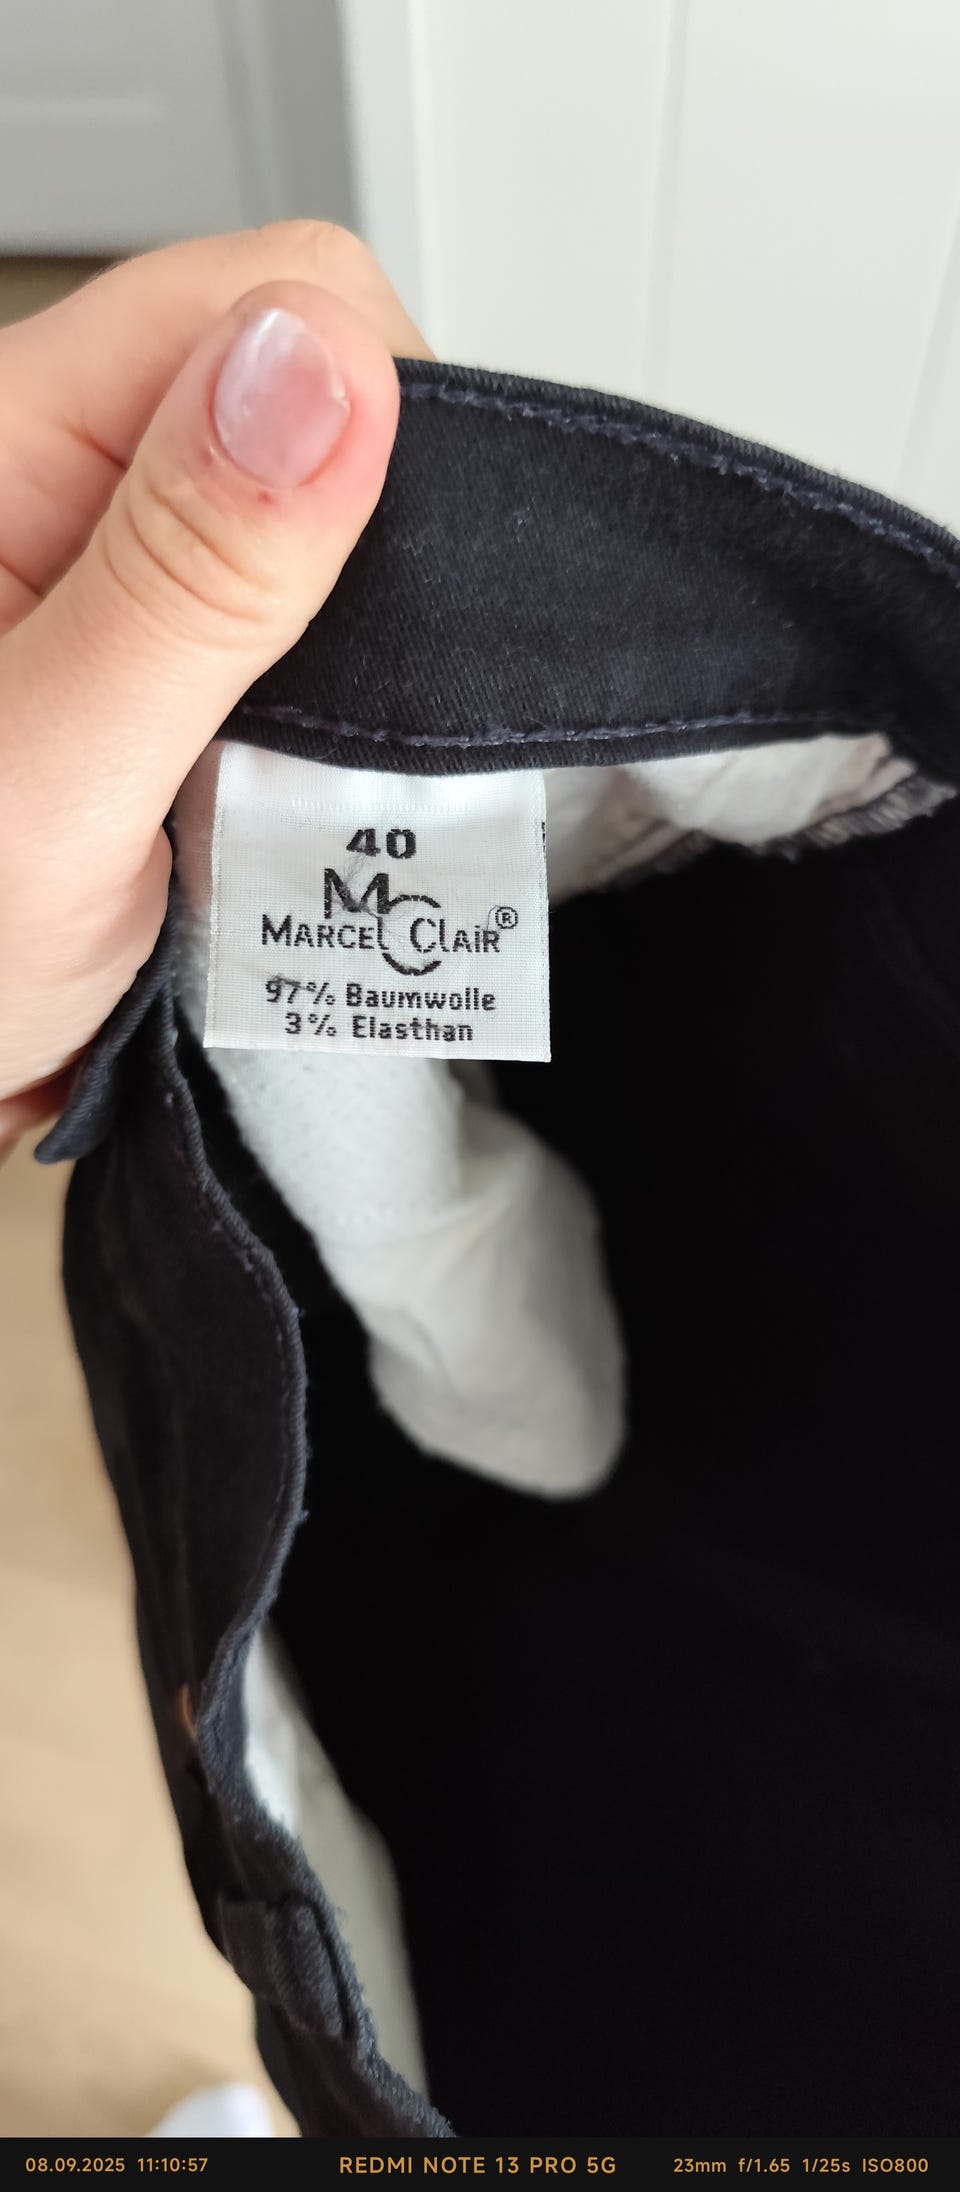 40
MC
MARCEL CLAIR®
97% Baumwolle
3% Elasthan
08.09.2025 11:10:57 REDMI NOTE 13 PRO 5G 23mm f/1.65 1/25s ISO800